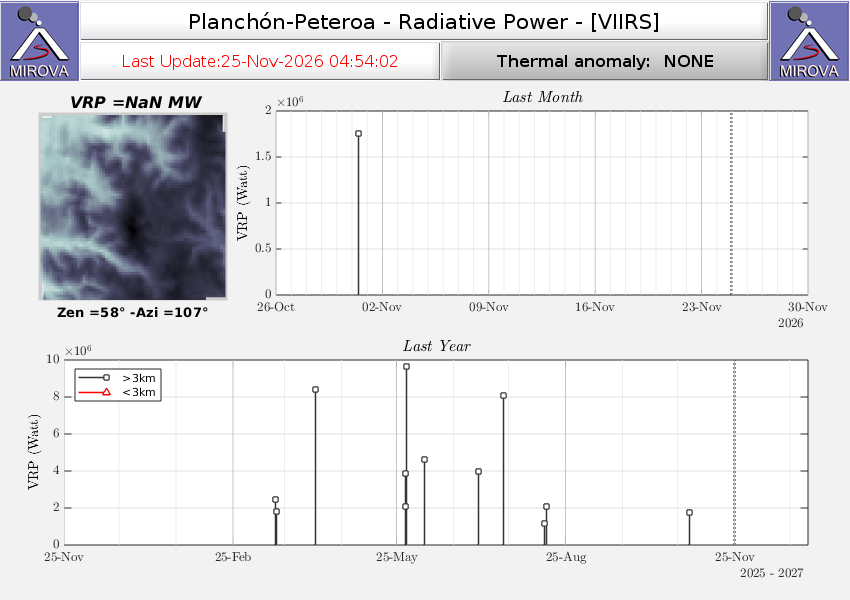 MIROVA
Planchón-Peteroa - Radiative Power - [VIIRS]
MIROVA
Last Update:25-Nov-2026 04:54:02
Thermal anomaly: NONE
VRP =NaN MW
Zen =58° -Azi =107°
Last Month
×10⁶
VRP (Watt)
2
1.5
1
0.5
0
26-Oct 02-Nov 09-Nov 16-Nov 23-Nov 30-Nov
2026
Last Year
×10⁶
VRP (Watt)
10
8
6
4
2
0
>3km
<3km
25-Nov 25-Feb 25-May 25-Aug 25-Nov
2025 - 2027